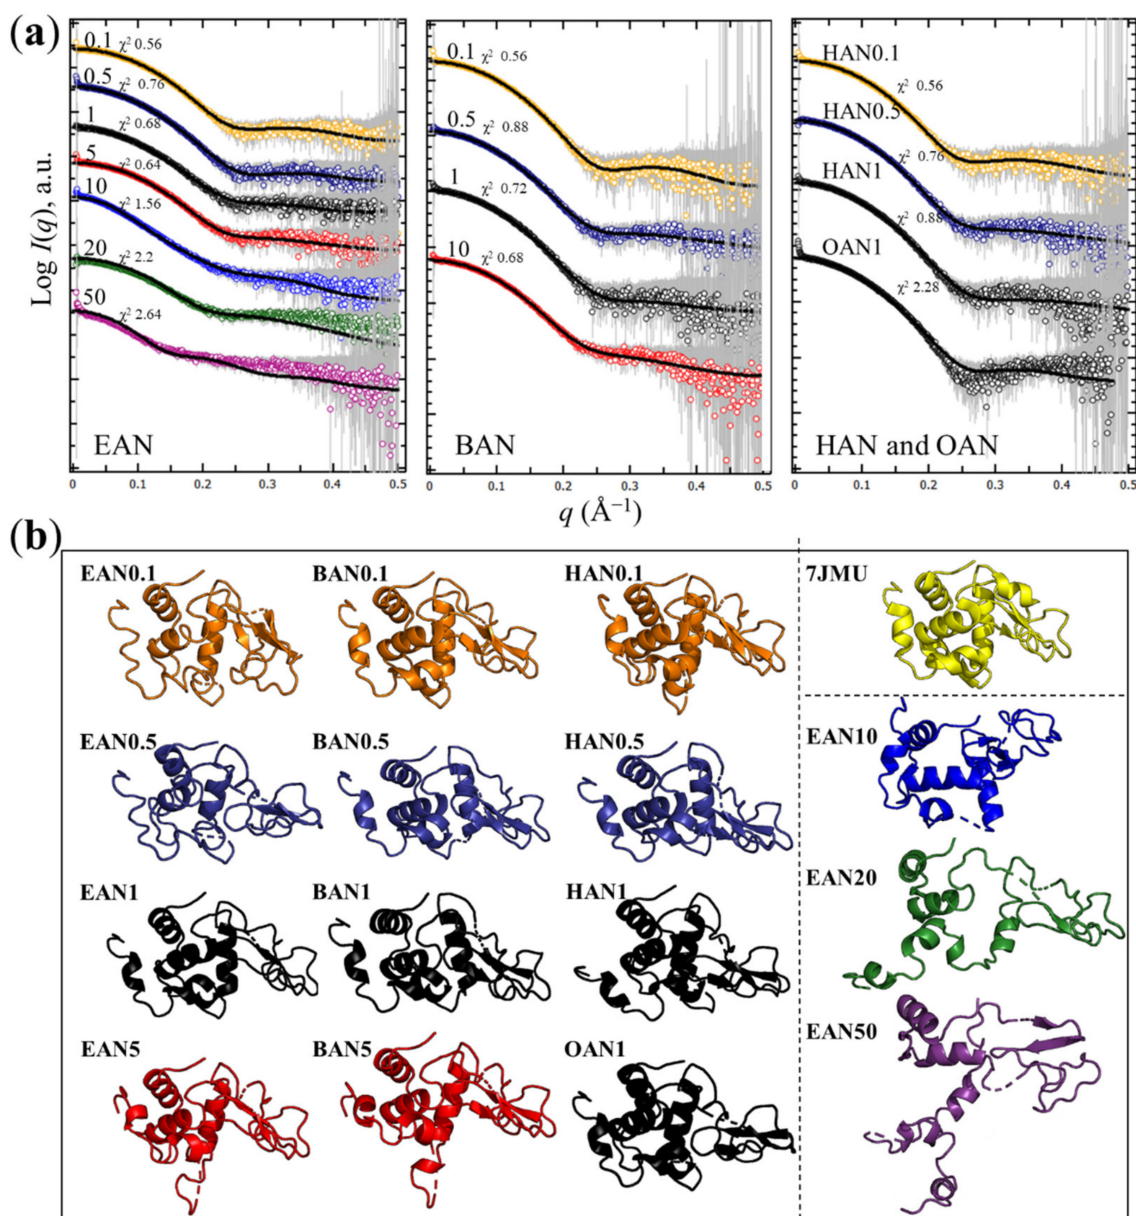 (a)
Log I(q), a.u.
0.1 χ² 0.56
0.5 χ² 0.76
1 χ² 0.68
5 χ² 0.64
10 χ² 1.56
20 χ² 2.2
50 χ² 2.64
EAN
0 0.1 0.2 0.3 0.4 0.5
0.1 χ² 0.56
0.5 χ² 0.88
1 χ² 0.72
10 χ² 0.68
BAN
0 0.1 0.2 0.3 0.4 0.5
HAN0.1
χ² 0.56
HAN0.5
χ² 0.76
HAN1
χ² 0.88
OAN1
χ² 2.28
HAN and OAN
0 0.1 0.2 0.3 0.4 0.5
q (Å⁻¹)
(b)
EAN0.1 BAN0.1 HAN0.1 7JMU
EAN0.5 BAN0.5 HAN0.5 EAN10
EAN20
EAN1 BAN1 HAN1
EAN50
EAN5 BAN5 OAN1